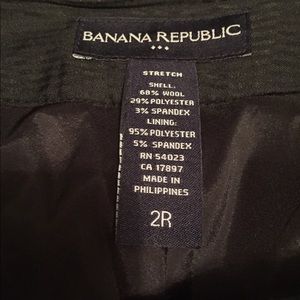 BANANA REPUBLIC
STRETCH
SHELL:
68% WOOL
29% POLYESTER
3% SPANDEX
LINING:
95% POLYESTER
5% SPANDEX
RN 54023
CA 17897
MADE IN
PHILIPPINES
2R